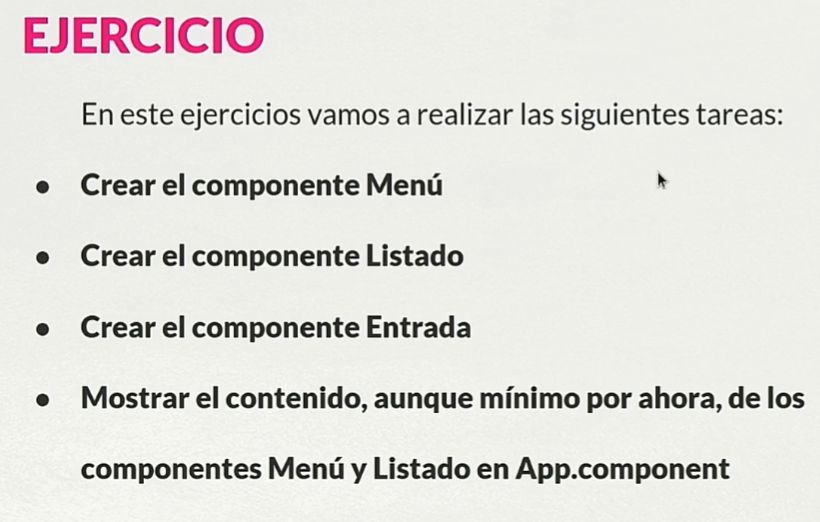 EJERCICIO
En este ejercicios vamos a realizar las siguientes tareas:
● Crear el componente Menú
● Crear el componente Listado
● Crear el componente Entrada
● Mostrar el contenido, aunque mínimo por ahora, de los
componentes Menú y Listado en App.component